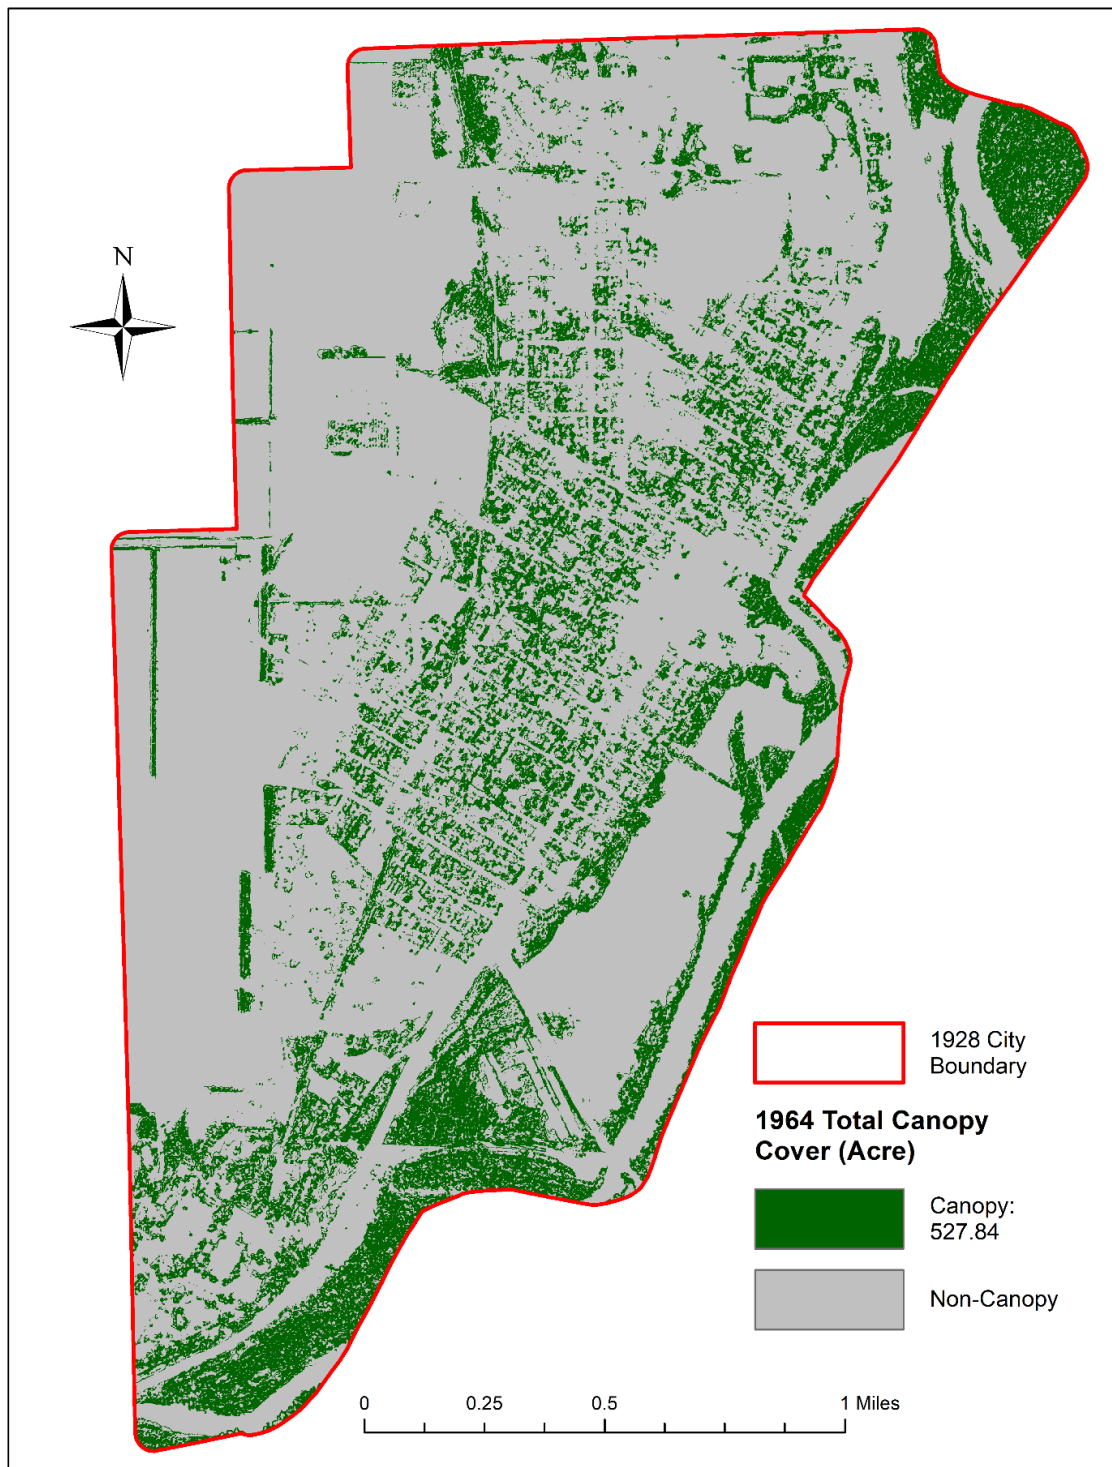 N
1928 City
Boundary
1964 Total Canopy
Cover (Acre)
Canopy:
527.84
Non-Canopy
0 0.25 0.5 1 Miles